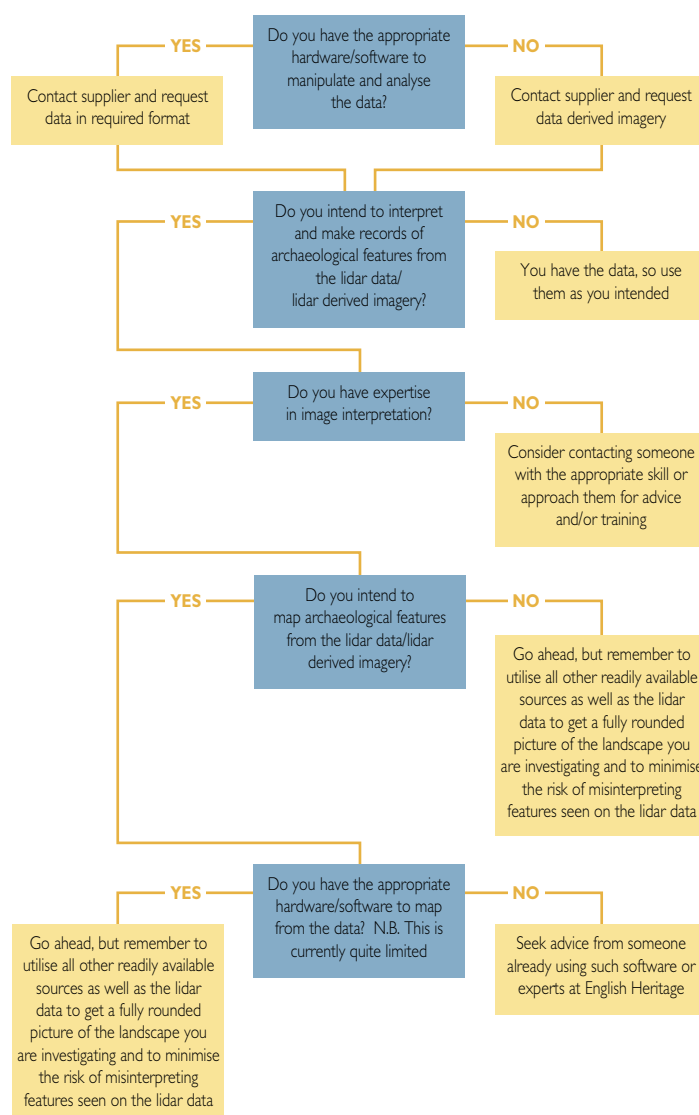 Do you have the appropriate
hardware/software to
manipulate and analyse
the data?
YES
NO
Contact supplier and request
data in required format
Contact supplier and request
data derived imagery
Do you intend to interpret
and make records of
archaeological features from
the lidar data/
lidar derived imagery?
YES
NO
You have the data, so use
them as you intended
Do you have expertise
in image interpretation?
YES
NO
Consider contacting someone
with the appropriate skill or
approach them for advice
and/or training
Do you intend to
map archaeological features
from the lidar data/lidar
derived imagery?
YES
NO
Go ahead, but remember to
utilise all other readily available
sources as well as the lidar
data to get a fully rounded
picture of the landscape you
are investigating and to minimise
the risk of misinterpreting
features seen on the lidar data
Do you have the appropriate
hardware/software to map
from the data? N.B. This is
currently quite limited
YES
NO
Go ahead, but remember to
utilise all other readily available
sources as well as the lidar
data to get a fully rounded
picture of the landscape you
are investigating and to minimise
the risk of misinterpreting
features seen on the lidar data
Seek advice from someone
already using such software or
experts at English Heritage